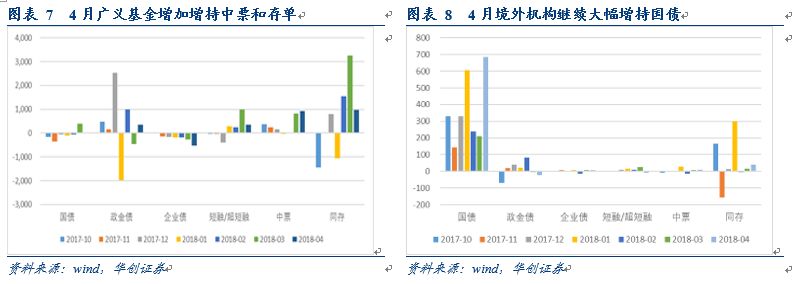 图表 7 4 月广义基金增加增持中票和存单
4,000
3,000
2,000
1,000
0
-1,000
-2,000
-3,000
国债 政金债 企业债 短融/超短融 中票 同存
2017-10 2017-11 2017-12 2018-01 2018-02 2018-03 2018-04
资料来源：wind，华创证券
图表 8 4 月境外机构继续大幅增持国债
800
700
600
500
400
300
200
100
0
-100
-200
国债 政金债 企业债 短融/超短融 中票 同存
2017-10 2017-11 2017-12 2018-01 2018-02 2018-03 2018-04
资料来源：wind，华创证券